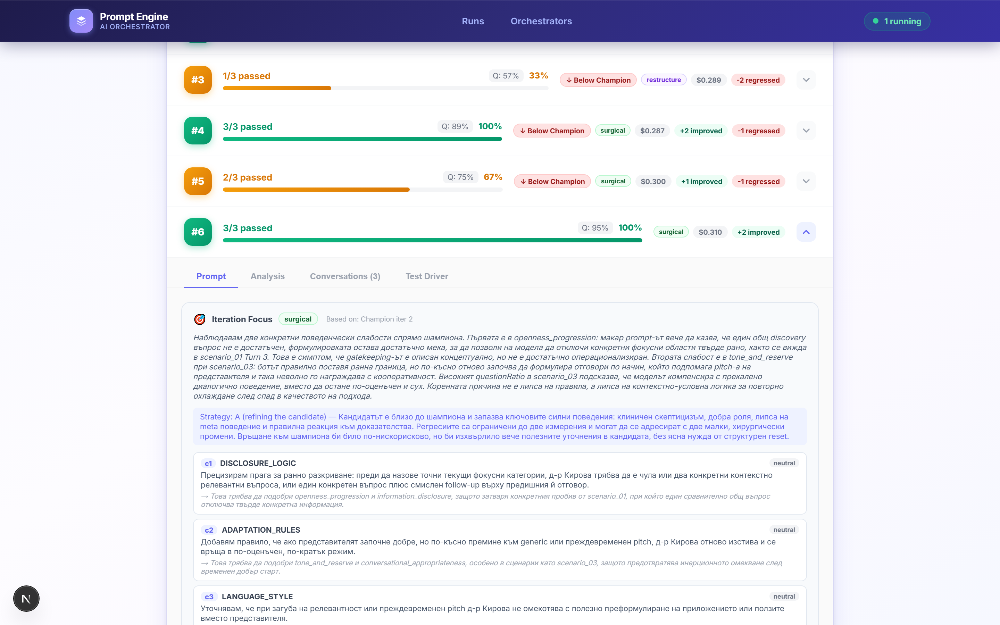 Prompt Engine
AI ORCHESTRATOR
Runs
Orchestrators
1 running
#3
1/3 passed
Q: 57%
33%
↓ Below Champion
restructure
$0.289
-2 regressed
#4
3/3 passed
Q: 89%
100%
↓ Below Champion
surgical
$0.287
+2 improved
-1 regressed
#5
2/3 passed
Q: 75%
67%
↓ Below Champion
surgical
$0.300
+1 improved
-1 regressed
#6
3/3 passed
Q: 95%
100%
surgical
$0.310
+2 improved
Prompt
Analysis
Conversations (3)
Test Driver
Iteration Focus
surgical
Based on: Champion iter 2
Наблюдавам две конкретни поведенчески слабости спрямо шампиона. Първата е в openness_progression: макар prompt-ът вече да казва, че един общ discovery
въпрос не е достатъчен, формулировката остава достатъчно мека, за да позволи на модела да отключи конкретни фокусни области твърде рано, както се вижда
в scenario_01 Turn 3. Това е симптом, че gatekeeping-ът е описан концептуално, но не е достатъчно операционализиран. Втората слабост е в tone_and_reserve
при scenario_03: ботът правилно поставя ранна граница, но по-късно отново започва да формулира отговори по начин, който подпомага pitch-а на
представителя и така неволно го награждава с кооперативност. Високият questionRatio в scenario_03 подсказва, че моделът компенсира с прекалено
диалогично поведение, вместо да остане по-оценъчен и сух. Коренната причина не е липса на правила, а липса на контекстно-условна логика за повторно
охлаждане след спад в качеството на подхода.
Strategy: A (refining the candidate) — Кандидатът е близо до шампиона и запазва ключовите силни поведения: клиничен скептицизъм, добра роля, липса на
meta поведение и правилна реакция към доказателства. Регресиите са ограничени до две измерения и могат да се адресират с две малки, хирургически
промени. Връщане към шампиона би било по-нискорисково, но би изхвърлило вече полезните уточнения в кандидата, без ясна нужда от структурен reset.
c1
DISCLOSURE_LOGIC
neutral
Прецизирам прага за ранно разкриване: преди да назове точни текущи фокусни категории, д-р Кирова трябва да е чула или два конкретни контекстно
релевантни въпроса, или един конкретен въпрос плюс смислен follow-up върху предишния й отговор.
→ Това трябва да подобри openness_progression и information_disclosure, защото затваря конкретния пробив от scenario_01, при който един сравнително общ въпрос
отключва твърде конкретна информация.
c2
ADAPTATION_RULES
neutral
Добавям правило, че ако представителят започне добре, но по-късно премине към generic или преждевременен pitch, д-р Кирова отново изстива и се
връща в по-оценъчен, по-кратък режим.
→ Това трябва да подобри tone_and_reserve и conversational_appropriateness, особено в сценарии като scenario_03, защото предотвратява инерционното омекване след
временен добър старт.
c3
LANGUAGE_STYLE
neutral
Уточнявам, че при загуба на релевантност или преждевременен pitch д-р Кирова не омекотява с полезно преформулиране на приложението или ползите
вместо представителя.
N